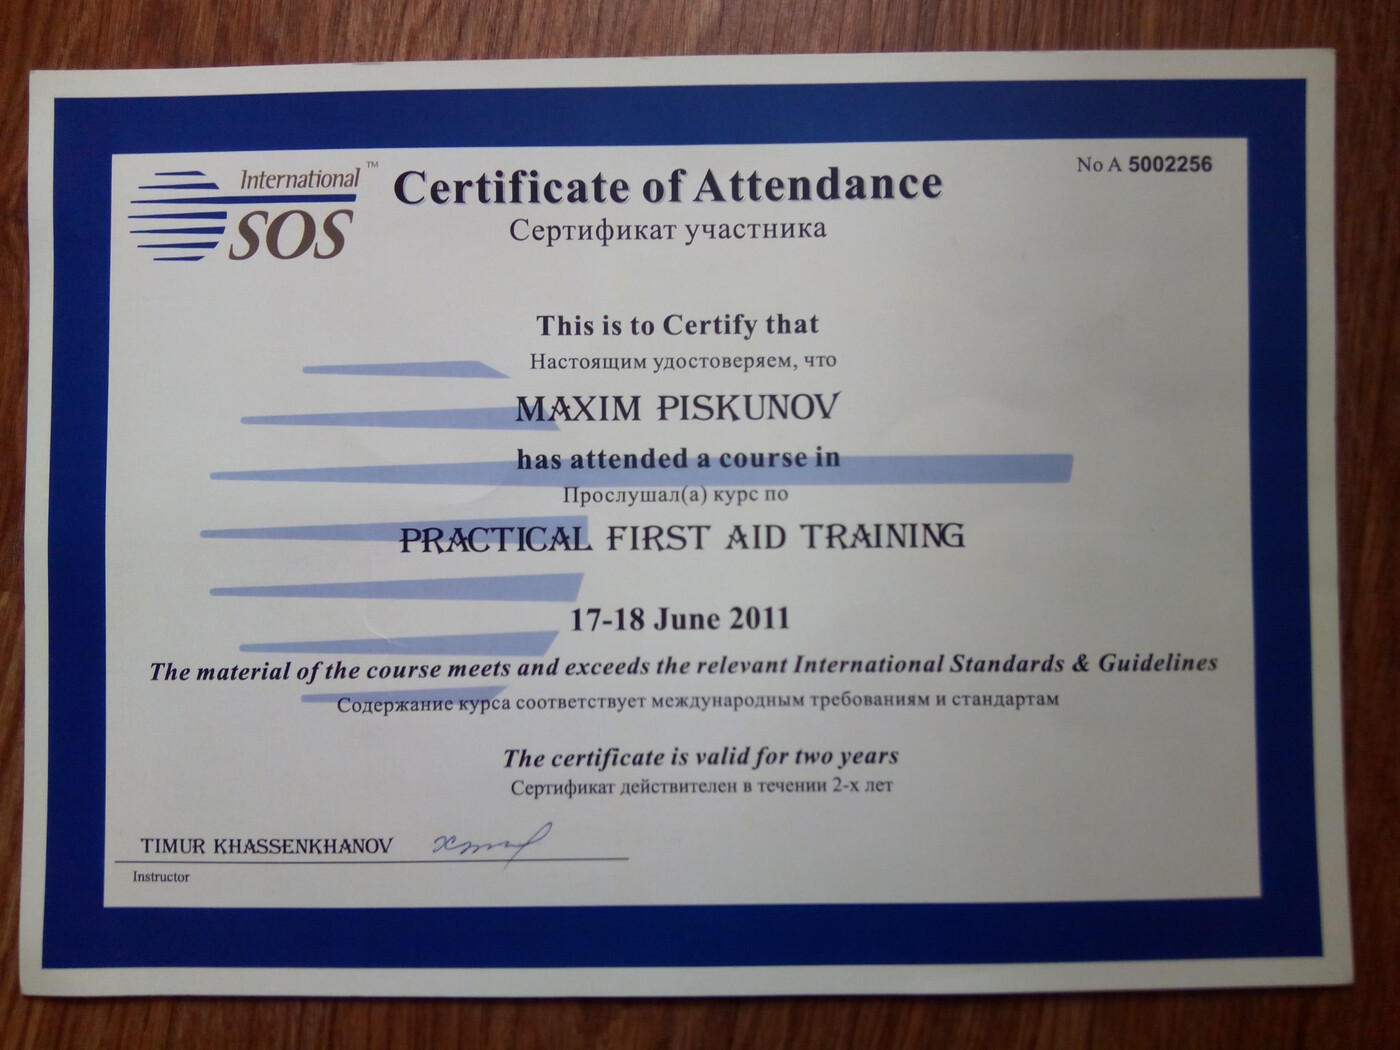 International™
SOS
Certificate of Attendance
No A 5002256
Сертификат участника
This is to Certify that
Настоящим удостоверяем, что
MAXIM PISKUNOV
has attended a course in
Прослушал(а) курс по
PRACTICAL FIRST AID TRAINING
17-18 June 2011
The material of the course meets and exceeds the relevant International Standards & Guidelines
Содержание курса соответствует международным требованиям и стандартам
The certificate is valid for two years
Сертификат действителен в течении 2-х лет
TIMUR KHASSENKHANOV
Instructor